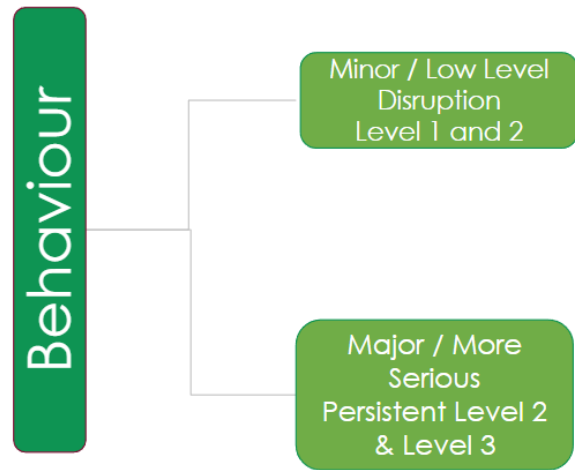 Behaviour
Minor / Low Level
Disruption
Level 1 and 2
Major / More
Serious
Persistent Level 2
& Level 3